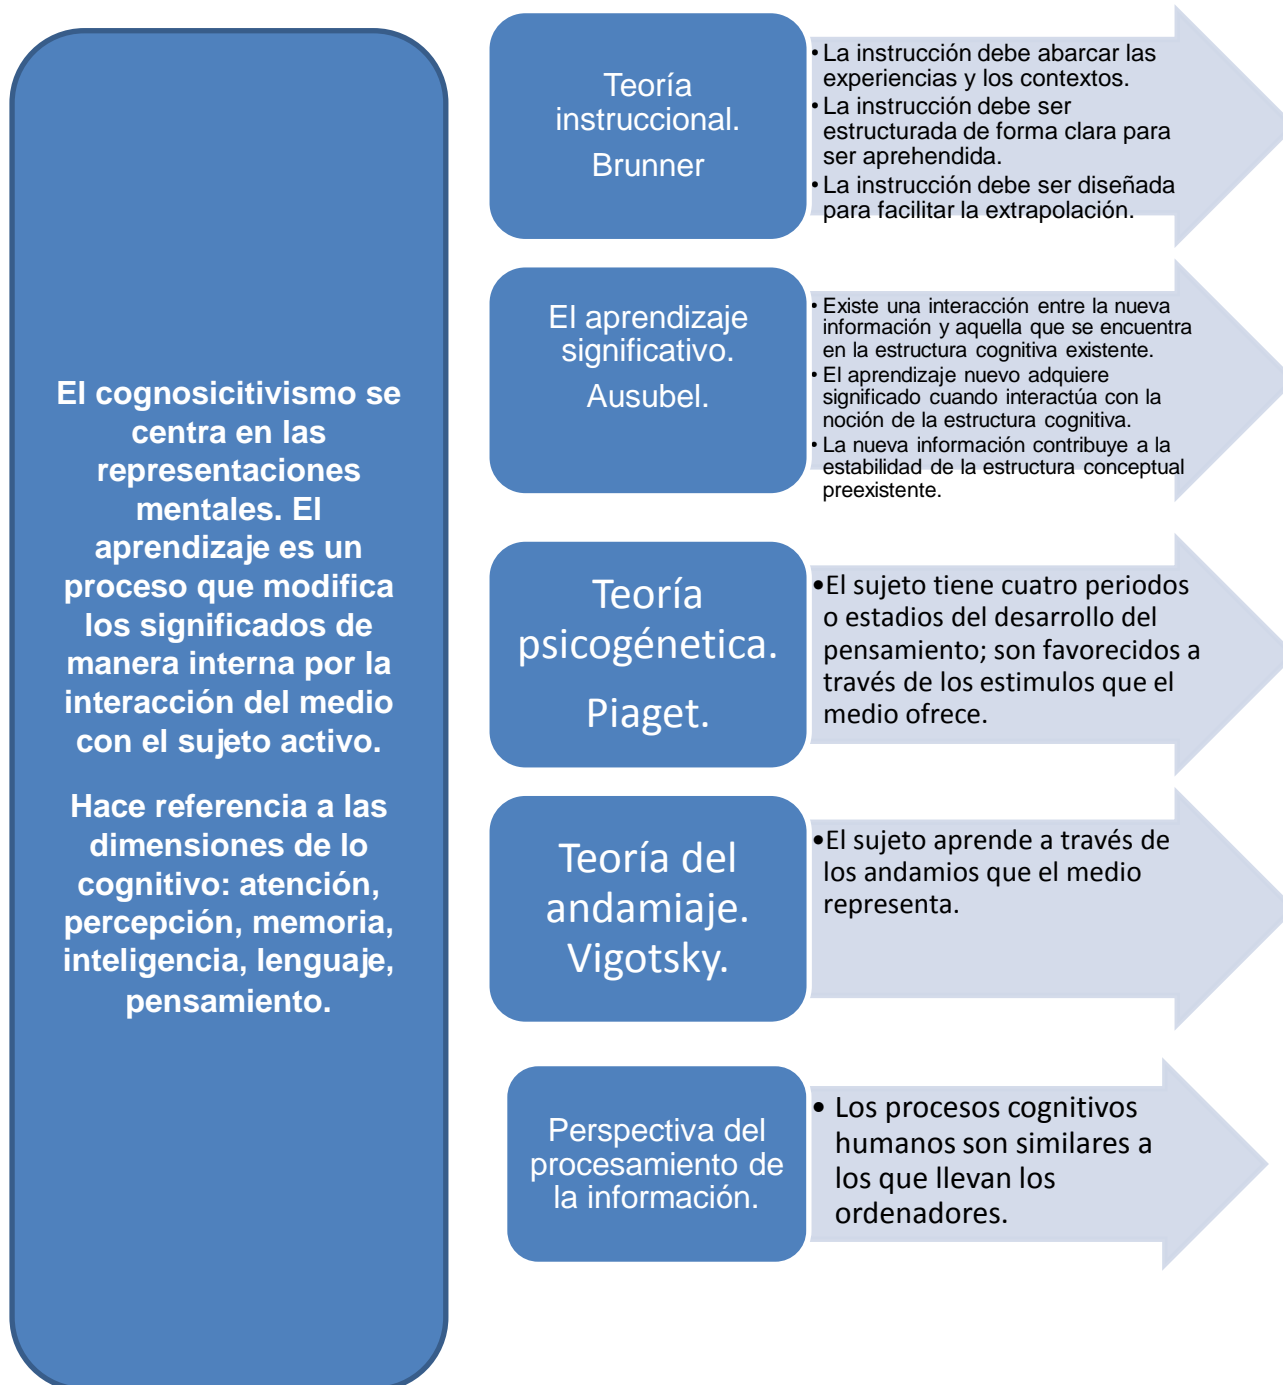 El cognosicitivismo se
centra en las
representaciones
mentales. El
aprendizaje es un
proceso que modifica
los significados de
manera interna por la
interacción del medio
con el sujeto activo.
Hace referencia a las
dimensiones de lo
cognitivo: atención,
percepción, memoria,
inteligencia, lenguaje,
pensamiento.
Teoría
instruccional.
Brunner
• La instrucción debe abarcar las
experiencias y los contextos.
• La instrucción debe ser
estructurada de forma clara para
ser aprehendida.
• La instrucción debe ser diseñada
para facilitar la extrapolación.
El aprendizaje
significativo.
Ausubel.
• Existe una interacción entre la nueva
información y aquella que se encuentra
en la estructura cognitiva existente.
• El aprendizaje nuevo adquiere
significado cuando interactúa con la
noción de la estructura cognitiva.
• La nueva información contribuye a la
estabilidad de la estructura conceptual
preexistente.
Teoría
psicogénetica.
Piaget.
•El sujeto tiene cuatro periodos
o estadios del desarrollo del
pensamiento; son favorecidos a
través de los estimulos que el
medio ofrece.
Teoría del
andamiaje.
Vigotsky.
•El sujeto aprende a través de
los andamios que el medio
representa.
Perspectiva del
procesamiento de
la información.
• Los procesos cognitivos
humanos son similares a
los que llevan los
ordenadores.